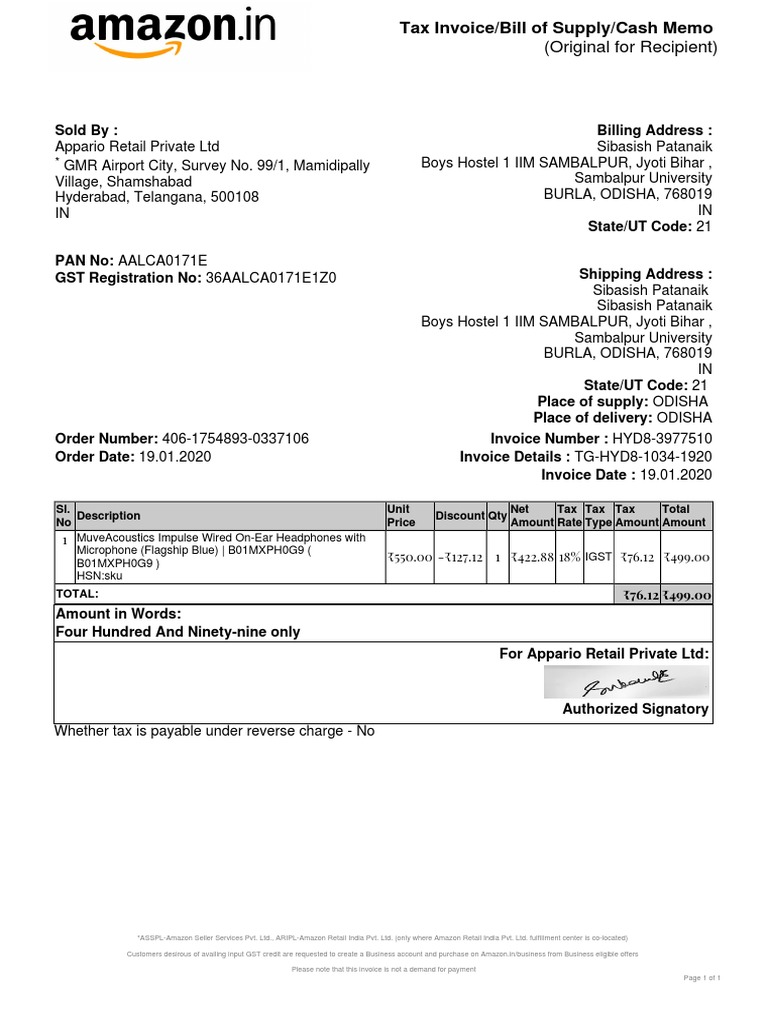 amazon.in
Tax Invoice/Bill of Supply/Cash Memo
(Original for Recipient)
Sold By :
Appario Retail Private Ltd
* GMR Airport City, Survey No. 99/1, Mamidipally
Village, Shamshabad
Hyderabad, Telangana, 500108
IN
PAN No: AALCA0171E
GST Registration No: 36AALCA0171E1Z0
Billing Address :
Sibasish Patanaik
Boys Hostel 1 IIM SAMBALPUR, Jyoti Bihar ,
Sambalpur University
BURLA, ODISHA, 768019
IN
State/UT Code: 21
Shipping Address :
Sibasish Patanaik
Sibasish Patanaik
Boys Hostel 1 IIM SAMBALPUR, Jyoti Bihar ,
Sambalpur University
BURLA, ODISHA, 768019
IN
State/UT Code: 21
Place of supply: ODISHA
Place of delivery: ODISHA
Order Number: 406-1754893-0337106
Order Date: 19.01.2020
Invoice Number : HYD8-3977510
Invoice Details : TG-HYD8-1034-1920
Invoice Date : 19.01.2020
Sl. No Description Unit Price Discount Qty Net Amount Tax Rate Tax Type Tax Amount Total Amount
1 MuveAcoustics Impulse Wired On-Ear Headphones with
Microphone (Flagship Blue) | B01MXPH0G9 (
B01MXPH0G9 )
HSN:sku
₹550.00 -₹127.12 1 ₹422.88 18% IGST ₹76.12 ₹499.00
TOTAL: ₹76.12 ₹499.00
Amount in Words:
Four Hundred And Ninety-nine only
For Appario Retail Private Ltd:
Authorized Signatory
Whether tax is payable under reverse charge - No
*ASSPL-Amazon Seller Services Pvt. Ltd., ARIPL-Amazon Retail India Pvt. Ltd. (only where Amazon Retail India Pvt. Ltd. fulfillment center is co-located)
Customers desirous of availing input GST credit are requested to create a Business account and purchase on Amazon.in/business from Business eligible offers
Please note that this invoice is not a demand for payment
Page 1 of 1